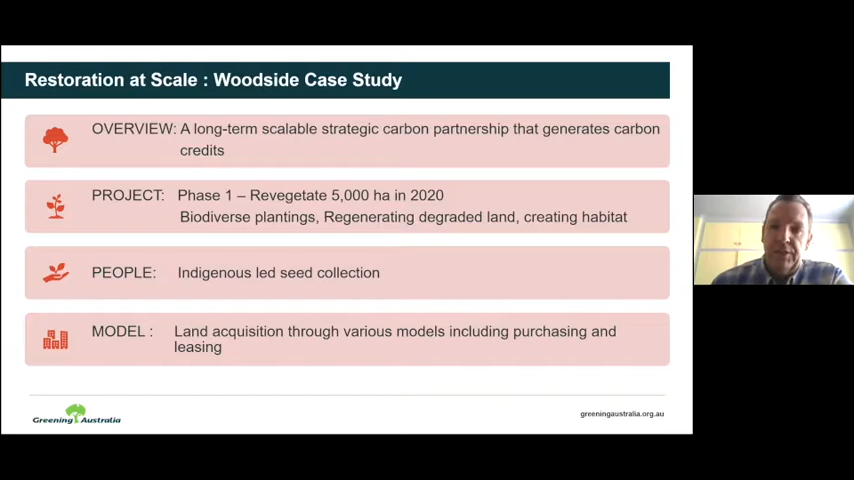 Restoration at Scale : Woodside Case Study
OVERVIEW: A long-term scalable strategic carbon partnership that generates carbon
credits
PROJECT: Phase 1 – Revegetate 5,000 ha in 2020
Biodiverse plantings, Regenerating degraded land, creating habitat
PEOPLE: Indigenous led seed collection
MODEL : Land acquisition through various models including purchasing and
leasing
Greening Australia
greeningaustralia.org.au